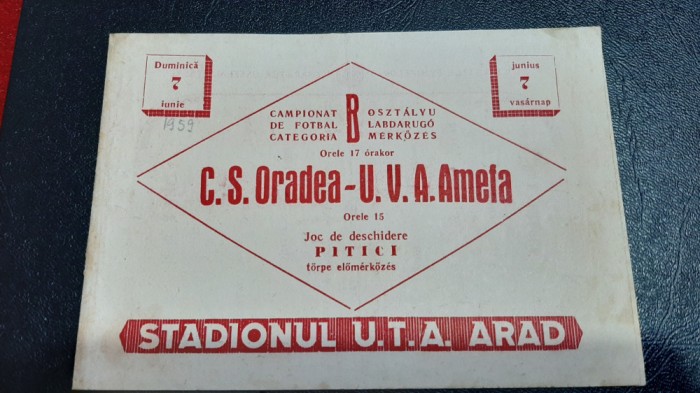 Duminică
7
iunie
1959
junius
7
vasárnap
CAMPIONAT B OSZTÁLYU
DE FOTBAL LABDARUGÓ
CATEGORIA MÉRKŐZÉS
Orele 17 órakor
C. S. Oradea - U. V. A. Amefa
Orele 15
Joc de deschidere
PITICI
törpe előmérkőzés
STADIONUL U.T.A. ARAD